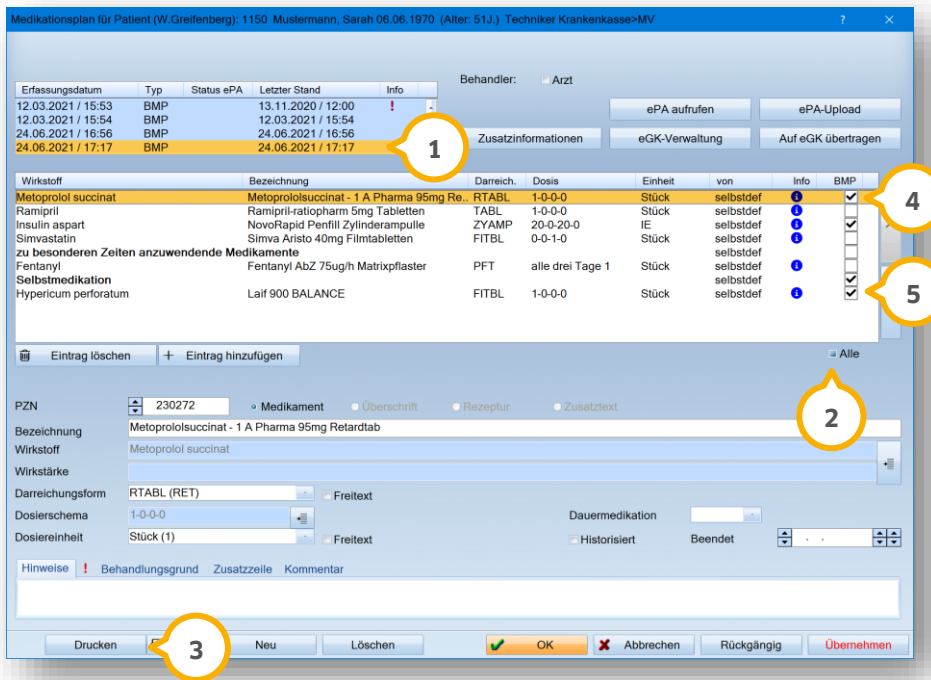 Medikationsplan für Patient (W.Greifenberg): 1150 Mustermann, Sarah 06.06.1970 (Alter: 51J.) Techniker Krankenkasse>MV ? ×
Behandler: Arzt
Erfassungsdatum Typ Status ePA Letzter Stand Info
12.03.2021 / 15:53 BMP 13.11.2020 / 12:00 !
12.03.2021 / 15:54 BMP 12.03.2021 / 15:54
24.06.2021 / 16:56 BMP 24.06.2021 / 16:56
24.06.2021 / 17:17 BMP 24.06.2021 / 17:17
1
ePA aufrufen ePA-Upload
Zusatzinformationen eGK-Verwaltung Auf eGK übertragen
Wirkstoff Bezeichnung Darreich. Dosis Einheit von Info BMP
Metoprolol succinat Metoprololsuccinat - 1 A Pharma 95mg Re.. RTABL 1-0-0-0 Stück selbstdef
4
Ramipril Ramipril-ratiopharm 5mg Tabletten TABL 1-0-0-0 Stück selbstdef
Insulin aspart NovoRapid Penfill Zylinderampulle ZYAMP 20-0-20-0 IE selbstdef
Simvastatin Simva Aristo 40mg Filmtabletten FITBL 0-0-1-0 Stück selbstdef
zu besonderen Zeiten anzuwendende Medikamente selbstdef
Fentanyl Fentanyl AbZ 75ug/h Matrixpflaster PFT alle drei Tage 1 Stück selbstdef
Selbstmedikation selbstdef
Hypericum perforatum Laif 900 BALANCE FITBL 1-0-0-0 Stück selbstdef
5
Eintrag löschen + Eintrag hinzufügen Alle
2
PZN 230272 Medikament Überschrift Rezeptur Zusatztext
Bezeichnung Metoprololsuccinat - 1 A Pharma 95mg Retardtab
Wirkstoff Metoprolol succinat
Wirkstärke
Darreichungsform RTABL (RET) Freitext
Dosierschema 1-0-0-0 Dauermedikation
Dosiereinheit Stück (1) Freitext Historisiert Beendet . .
Hinweise ! Behandlungsgrund Zusatzzeile Kommentar
Drucken 3 Neu Löschen OK Abbrechen Rückgängig Übernehmen